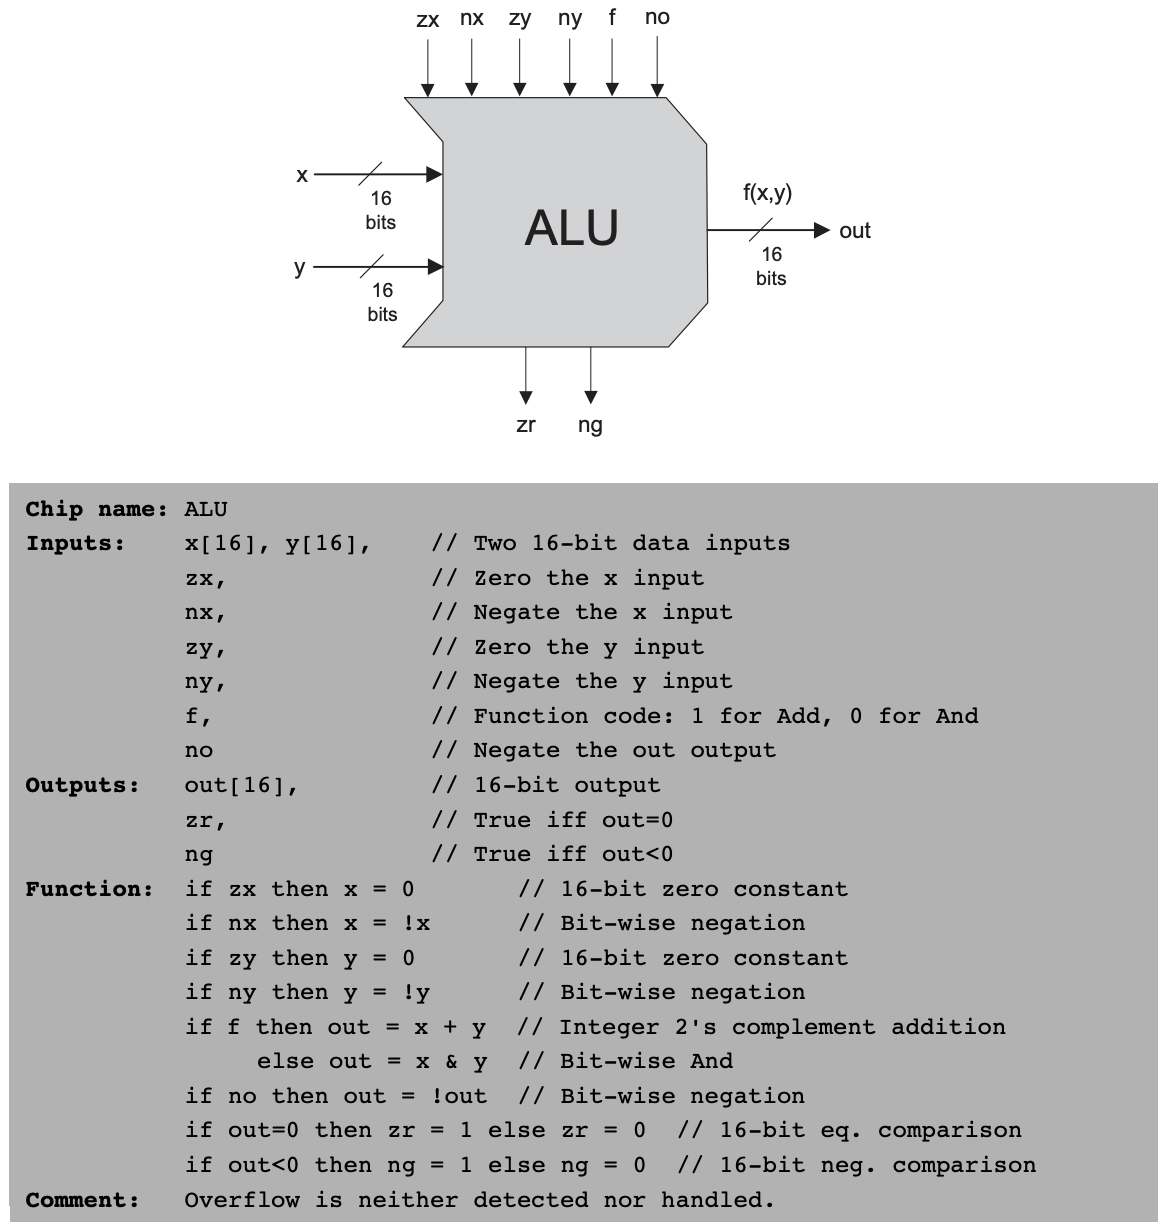 zx nx zy ny f no
x
16
bits
y
16
bits
ALU
f(x,y)
16
bits
out
zr ng
Chip name: ALU
Inputs: x[16], y[16], // Two 16-bit data inputs
zx, // Zero the x input
nx, // Negate the x input
zy, // Zero the y input
ny, // Negate the y input
f, // Function code: 1 for Add, 0 for And
no // Negate the out output
Outputs: out[16], // 16-bit output
zr, // True iff out=0
ng // True iff out<0
Function: if zx then x = 0 // 16-bit zero constant
if nx then x = !x // Bit-wise negation
if zy then y = 0 // 16-bit zero constant
if ny then y = !y // Bit-wise negation
if f then out = x + y // Integer 2's complement addition
else out = x & y // Bit-wise And
if no then out = !out // Bit-wise negation
if out=0 then zr = 1 else zr = 0 // 16-bit eq. comparison
if out<0 then ng = 1 else ng = 0 // 16-bit neg. comparison
Comment: Overflow is neither detected nor handled.